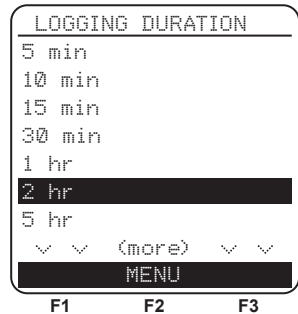 LOGGING DURATION
5 min
10 min
15 min
30 min
1 hr
2 hr
5 hr
(more)
MENU
F1 F2 F3